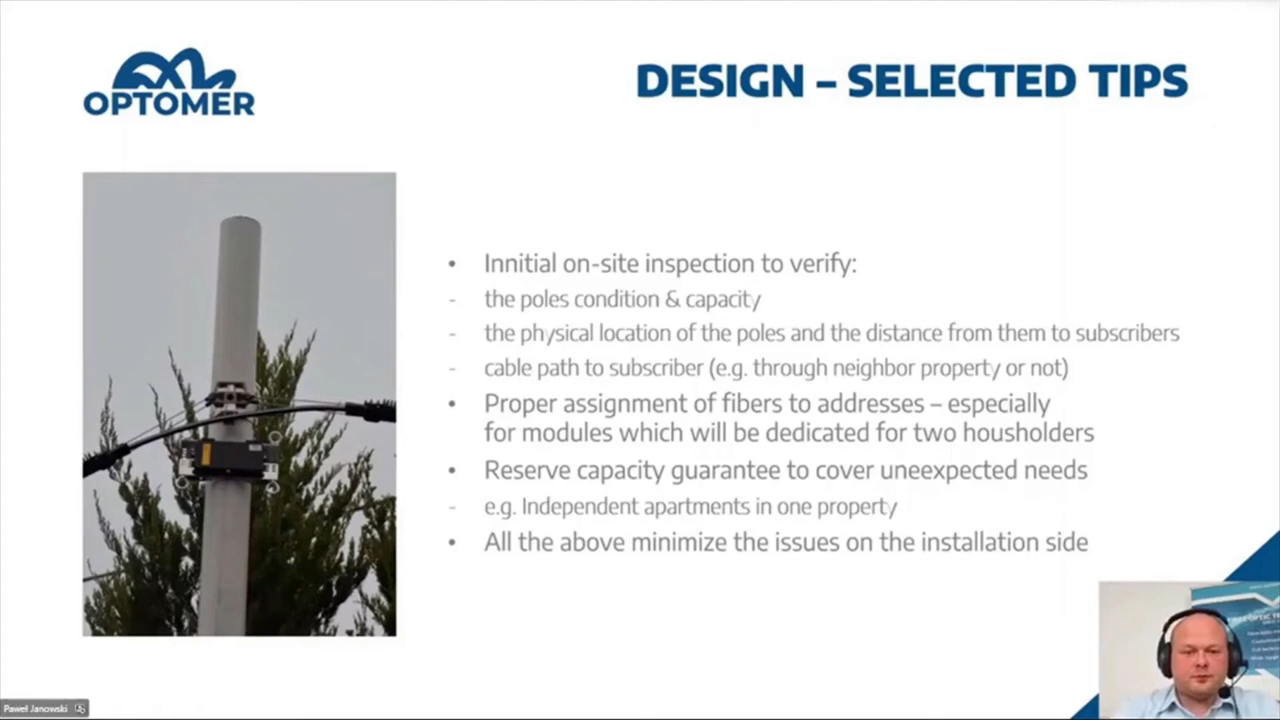 OPTOMER
DESIGN – SELECTED TIPS
• Innitial on-site inspection to verify:
- the poles condition & capacity
- the physical location of the poles and the distance from them to subscribers
- cable path to subscriber (e.g. through neighbor property or not)
• Proper assignment of fibers to addresses – especially
for modules which will be dedicated for two housholders
• Reserve capacity guarantee to cover uneexpected needs
- e.g. Independent apartments in one property
• All the above minimize the issues on the installation side
Paweł Janowski